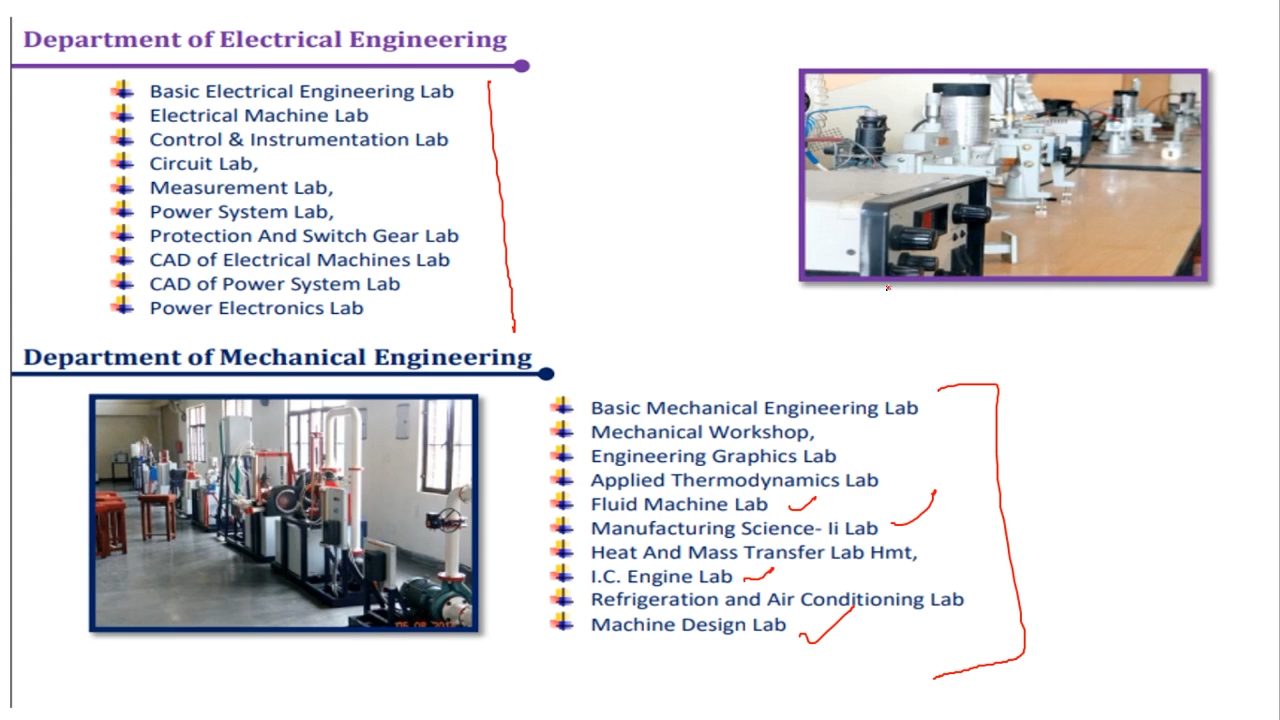 Department of Electrical Engineering
Basic Electrical Engineering Lab
Electrical Machine Lab
Control & Instrumentation Lab
Circuit Lab,
Measurement Lab,
Power System Lab,
Protection And Switch Gear Lab
CAD of Electrical Machines Lab
CAD of Power System Lab
Power Electronics Lab
Department of Mechanical Engineering
Basic Mechanical Engineering Lab
Mechanical Workshop,
Engineering Graphics Lab
Applied Thermodynamics Lab
Fluid Machine Lab
Manufacturing Science- Ii Lab
Heat And Mass Transfer Lab Hmt,
I.C. Engine Lab
Refrigeration and Air Conditioning Lab
Machine Design Lab